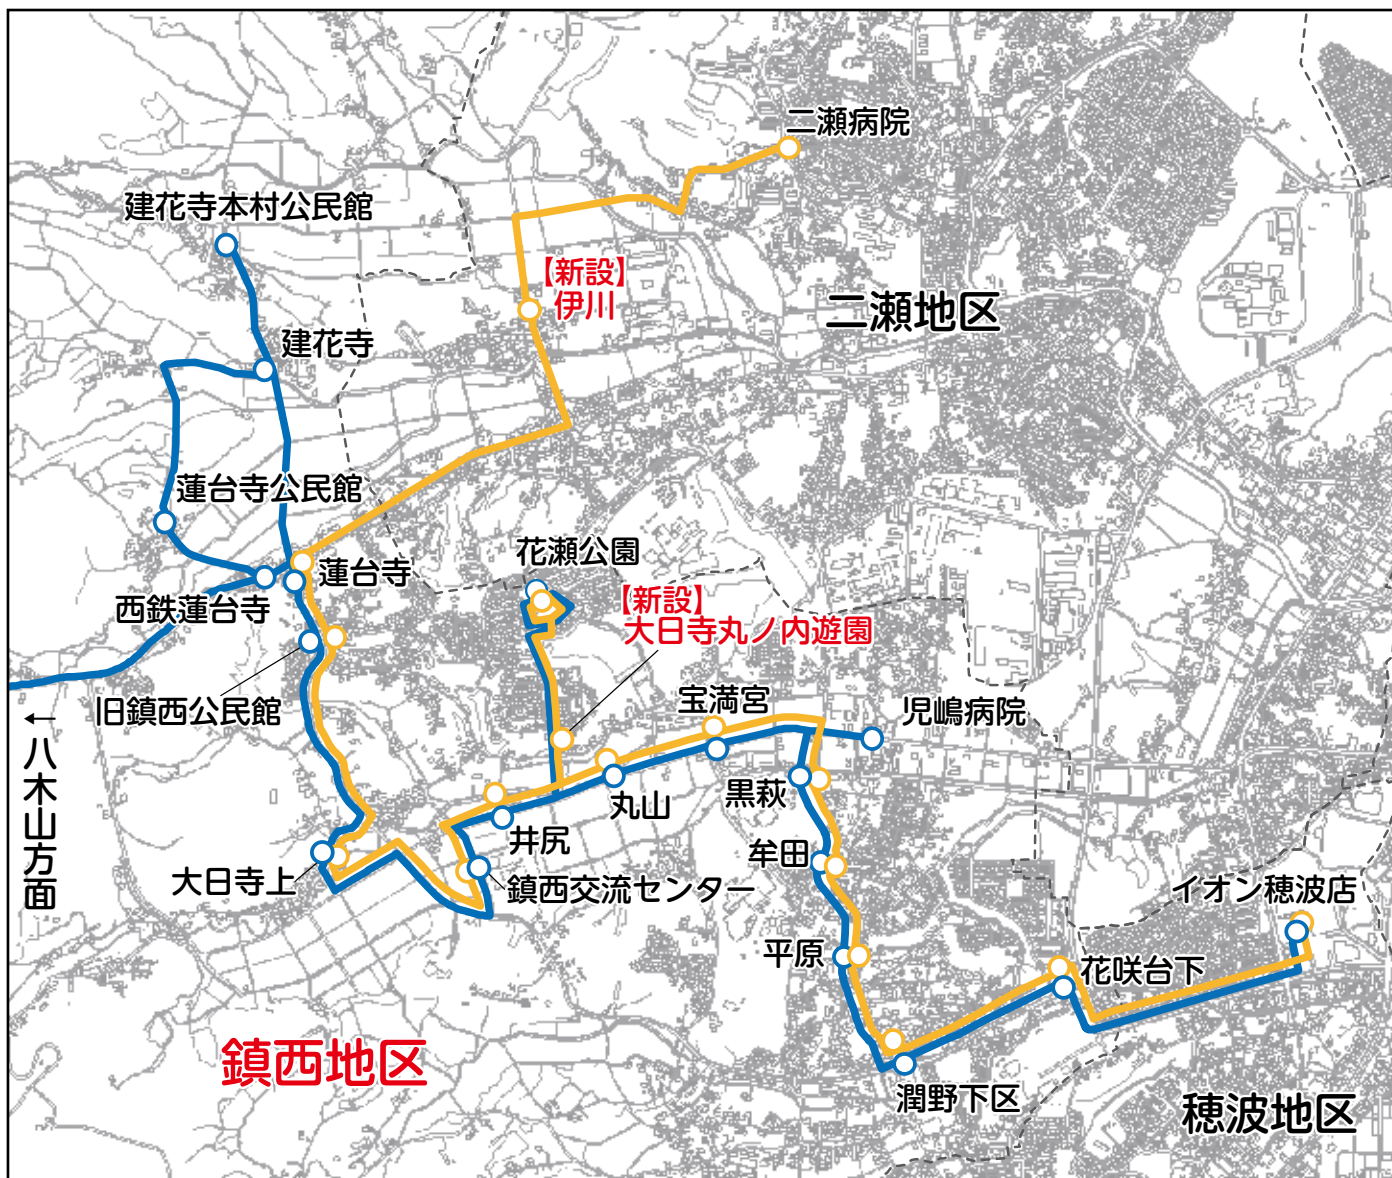 二瀬病院
建花寺本村公民館
【新設】
伊川
二瀬地区
建花寺
蓮台寺公民館
花瀬公園
蓮台寺
西鉄蓮台寺
【新設】
大日寺丸ノ内遊園
旧鎮西公民館
宝満宮
児嶋病院
←
八木山方面
丸山
黒萩
井尻
牟田
大日寺上
鎮西交流センター
イオン穂波店
平原
花咲台下
鎮西地区
潤野下区
穂波地区